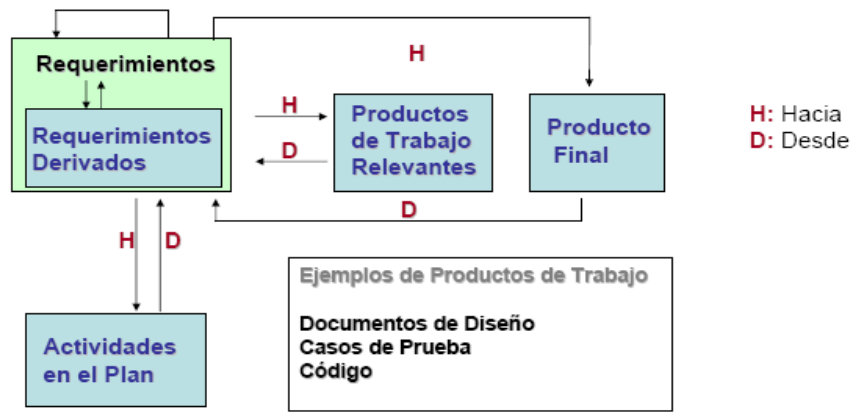 H
Requerimientos
Requerimientos
Derivados
H
D
Productos
de Trabajo
Relevantes
Producto
Final
H: Hacia
D: Desde
D
H
D
Actividades
en el Plan
Ejemplos de Productos de Trabajo
Documentos de Diseño
Casos de Prueba
Código